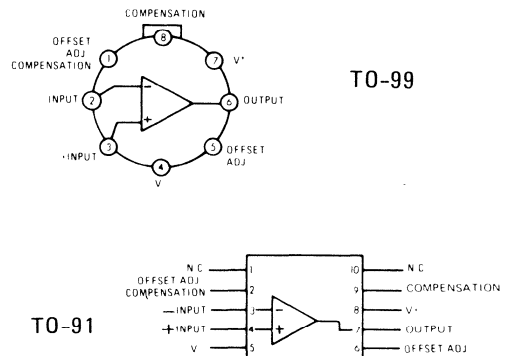 COMPENSATION
8
OFFSET
ADJ
COMPENSATION
1
7 V+
TO-99
INPUT 2 -
6 OUTPUT
+
3
+INPUT
5 OFFSET
ADJ
4
V
NC 1
10 NC
OFFSET ADJ
COMPENSATION 2
9 COMPENSATION
-INPUT 3 -
8 V+
TO-91
+INPUT 4 +
7 OUTPUT
V 5
6 OFFSET ADJ